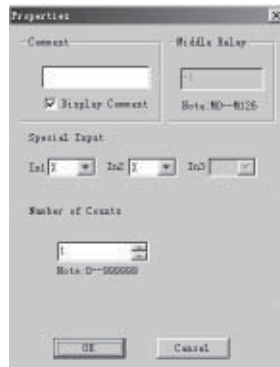 Properties
Comment
Middle Relay
-1
Display Comment
Note:M0--M126
Special Input
In1 X In2 X In3
Number of Counts
1
Note:0--999999
OK
Cancel